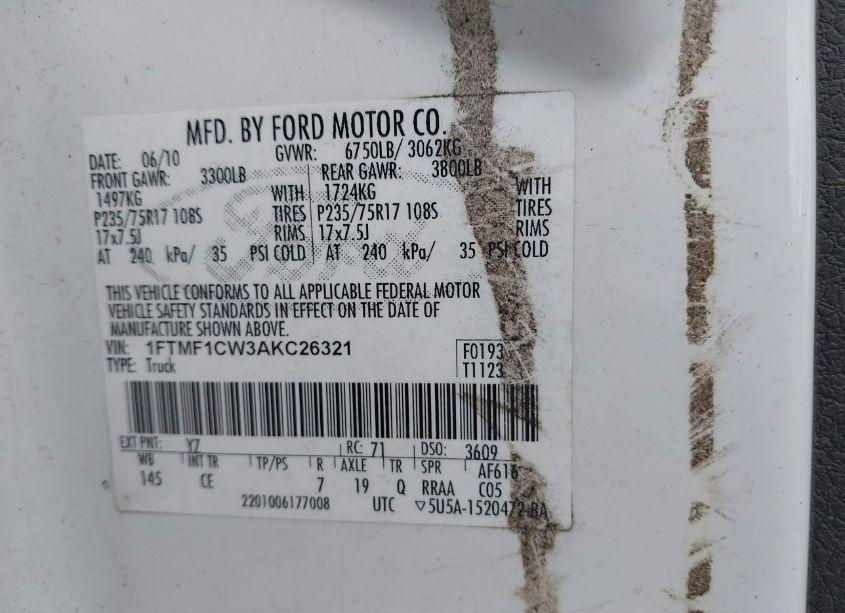 MFD. BY FORD MOTOR CO.
DATE: 06/10 GVWR: 6750LB/ 3062KG
FRONT GAWR: 3300LB REAR GAWR: 3800LB
1497KG WITH 1724KG WITH
P235/75R17 108S TIRES P235/75R17 108S TIRES
17x7.5J RIMS 17x7.5J RIMS
AT 240 kPa/ 35 PSI COLD AT 240 kPa/ 35 PSI COLD
THIS VEHICLE CONFORMS TO ALL APPLICABLE FEDERAL MOTOR
VEHICLE SAFETY STANDARDS IN EFFECT ON THE DATE OF
MANUFACTURE SHOWN ABOVE.
VIN: 1FTMF1CW3AKC26321 F0193
TYPE: Truck T1123
EXT PNT: YZ RC: 71 DSO: 3609
WB INT TR TP/PS R AXLE TR SPR AF616
145 CE 7 19 Q RRAA C05
2201006177008 UTC ▽5U5A-1520472-BA